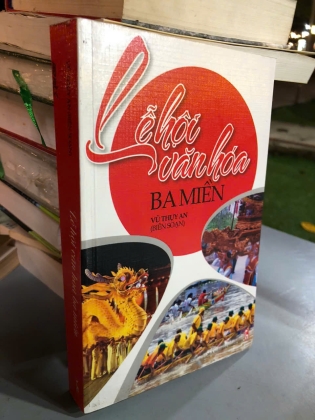 Lễ hội
văn hóa
BA MIỀN
VŨ THỤY AN
(BIÊN SOẠN)